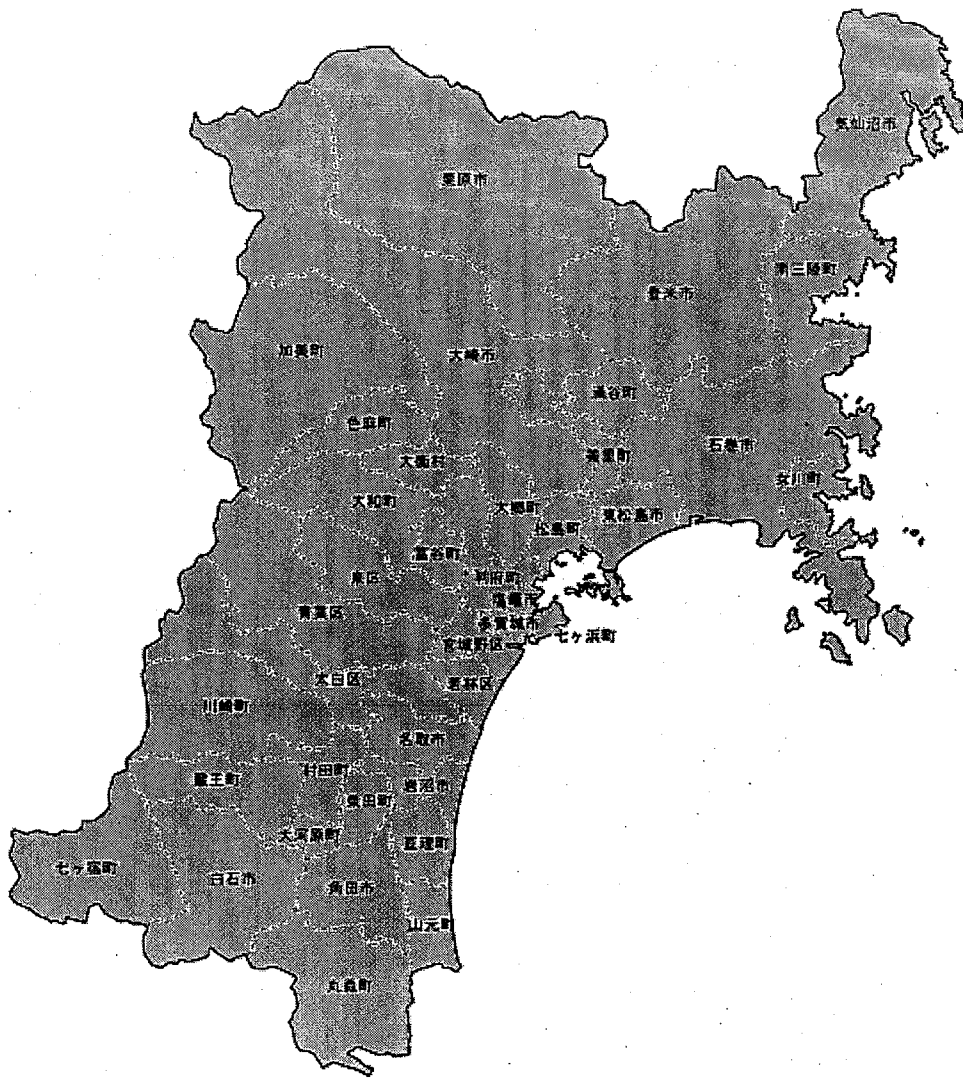 気仙沼市
栗原市
南三陸町
登米市
加美町
大崎市
涌谷町
色麻町
石巻市
美里町
大衡村
女川町
大和町
大郷町
東松島市
松島町
富谷町
泉区
利府町
塩竈市
青葉区
多賀城市
七ヶ浜町
宮城野区
太白区
若林区
川崎町
名取市
村田町
蔵王町
岩沼市
柴田町
大河原町
亘理町
七ヶ宿町
白石市
角田市
山元町
丸森町